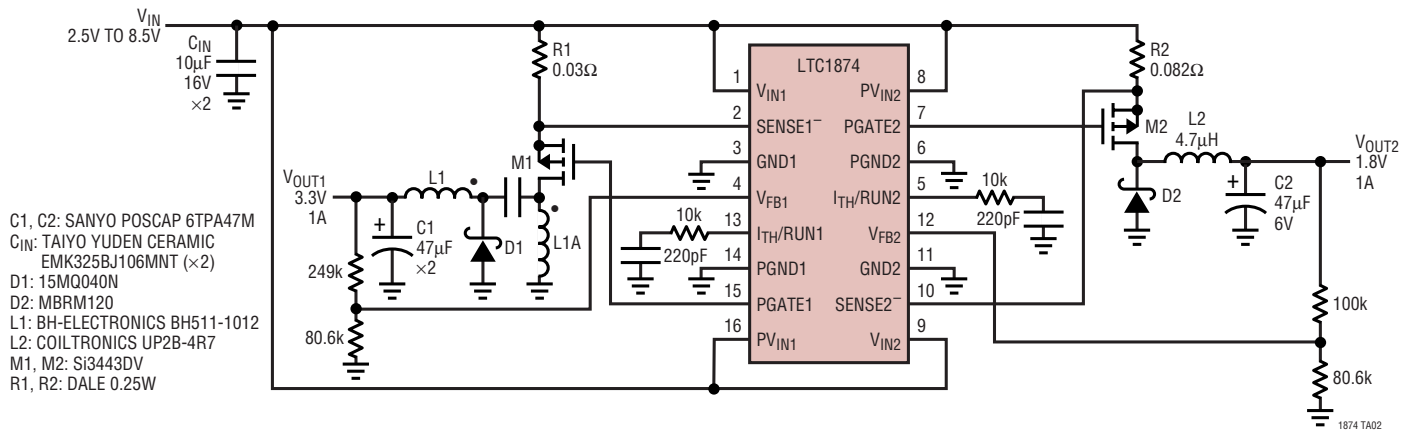 VIN
2.5V TO 8.5V
CIN
10µF
16V
×2
R1
0.03Ω
LTC1874
1
VIN1
2
SENSE1–
3
GND1
4
VFB1
13
ITH/RUN1
14
PGND1
15
PGATE1
16
PVIN1
8
PVIN2
7
PGATE2
6
PGND2
5
ITH/RUN2
12
VFB2
11
GND2
10
SENSE2–
9
VIN2
R2
0.082Ω
M2
L2
4.7µH
VOUT2
1.8V
1A
D2
+
C2
47µF
6V
10k
220pF
100k
80.6k
M1
VOUT1
3.3V
1A
L1
+
C1
47µF
×2
D1
L1A
10k
220pF
249k
80.6k
C1, C2: SANYO POSCAP 6TPA47M
CIN: TAIYO YUDEN CERAMIC
EMK325BJ106MNT (×2)
D1: 15MQ040N
D2: MBRM120
L1: BH-ELECTRONICS BH511-1012
L2: COILTRONICS UP2B-4R7
M1, M2: Si3443DV
R1, R2: DALE 0.25W
1874 TA02